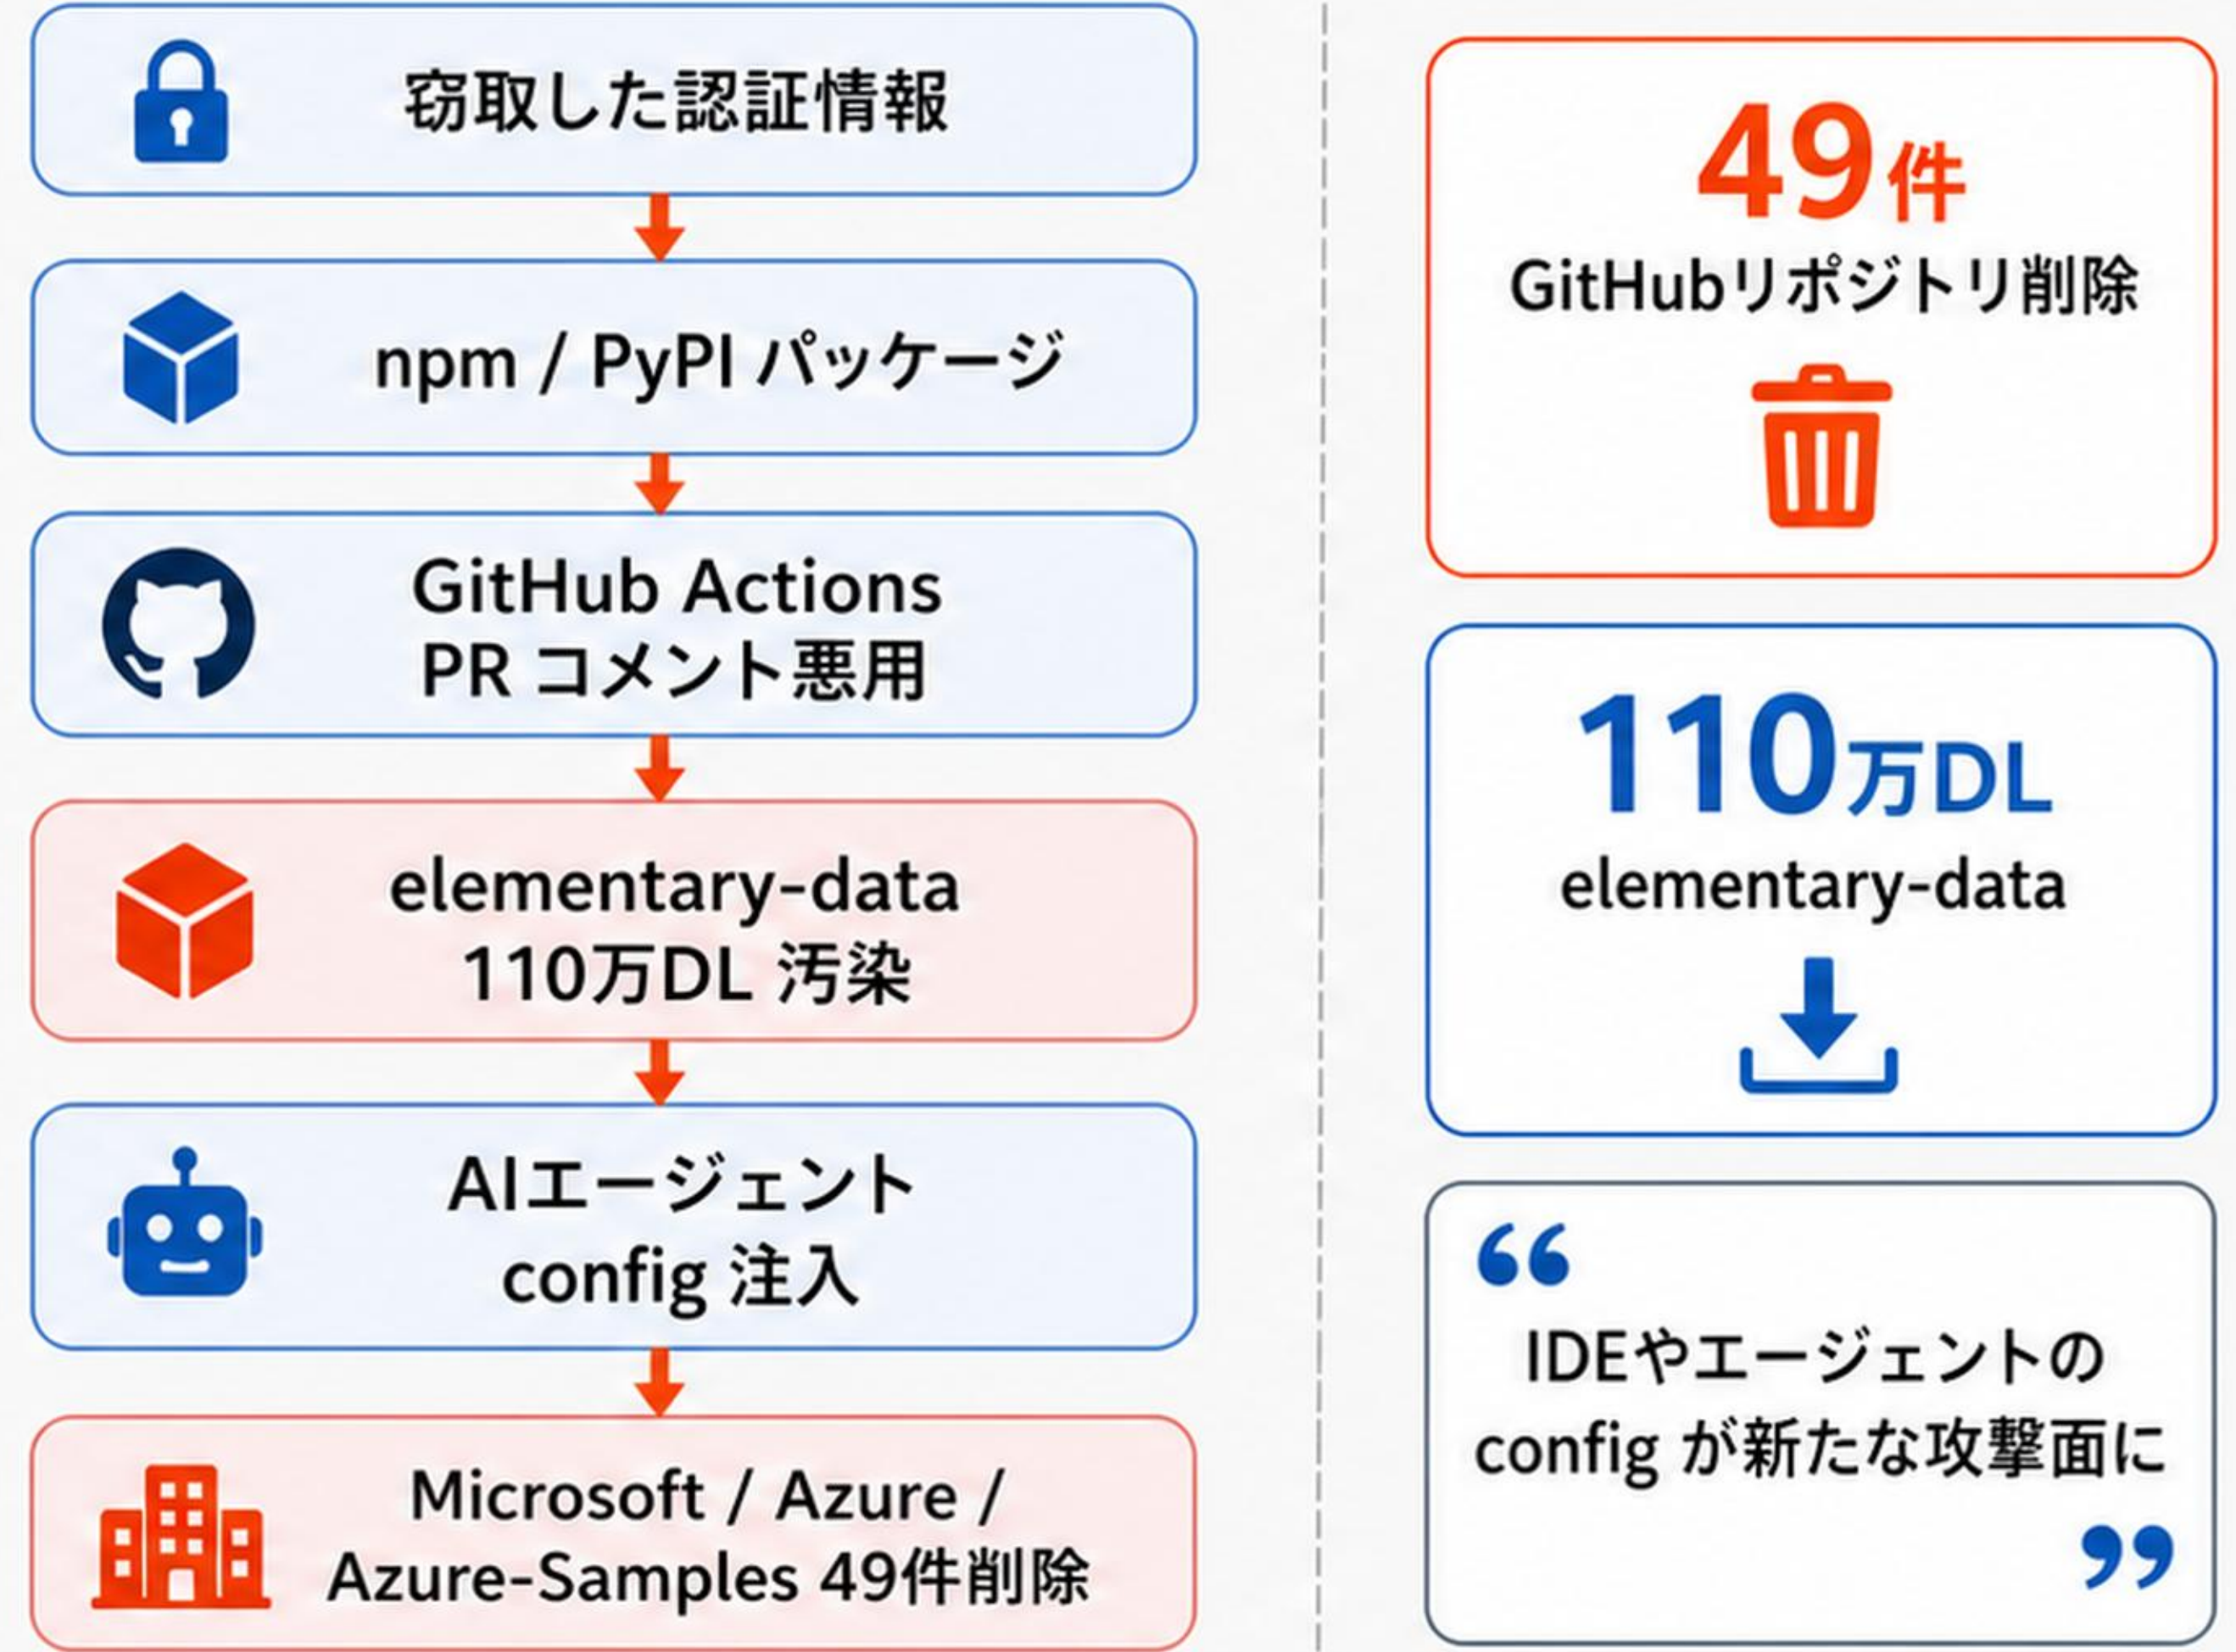 窃取した認証情報
npm / PyPI パッケージ
GitHub Actions
PR コメント悪用
elementary-data
110万DL 汚染
AIエージェント
config 注入
Microsoft / Azure /
Azure-Samples 49件削除
49件
GitHubリポジトリ削除
110万DL
elementary-data
“
IDEやエージェントの
config が新たな攻撃面に
”